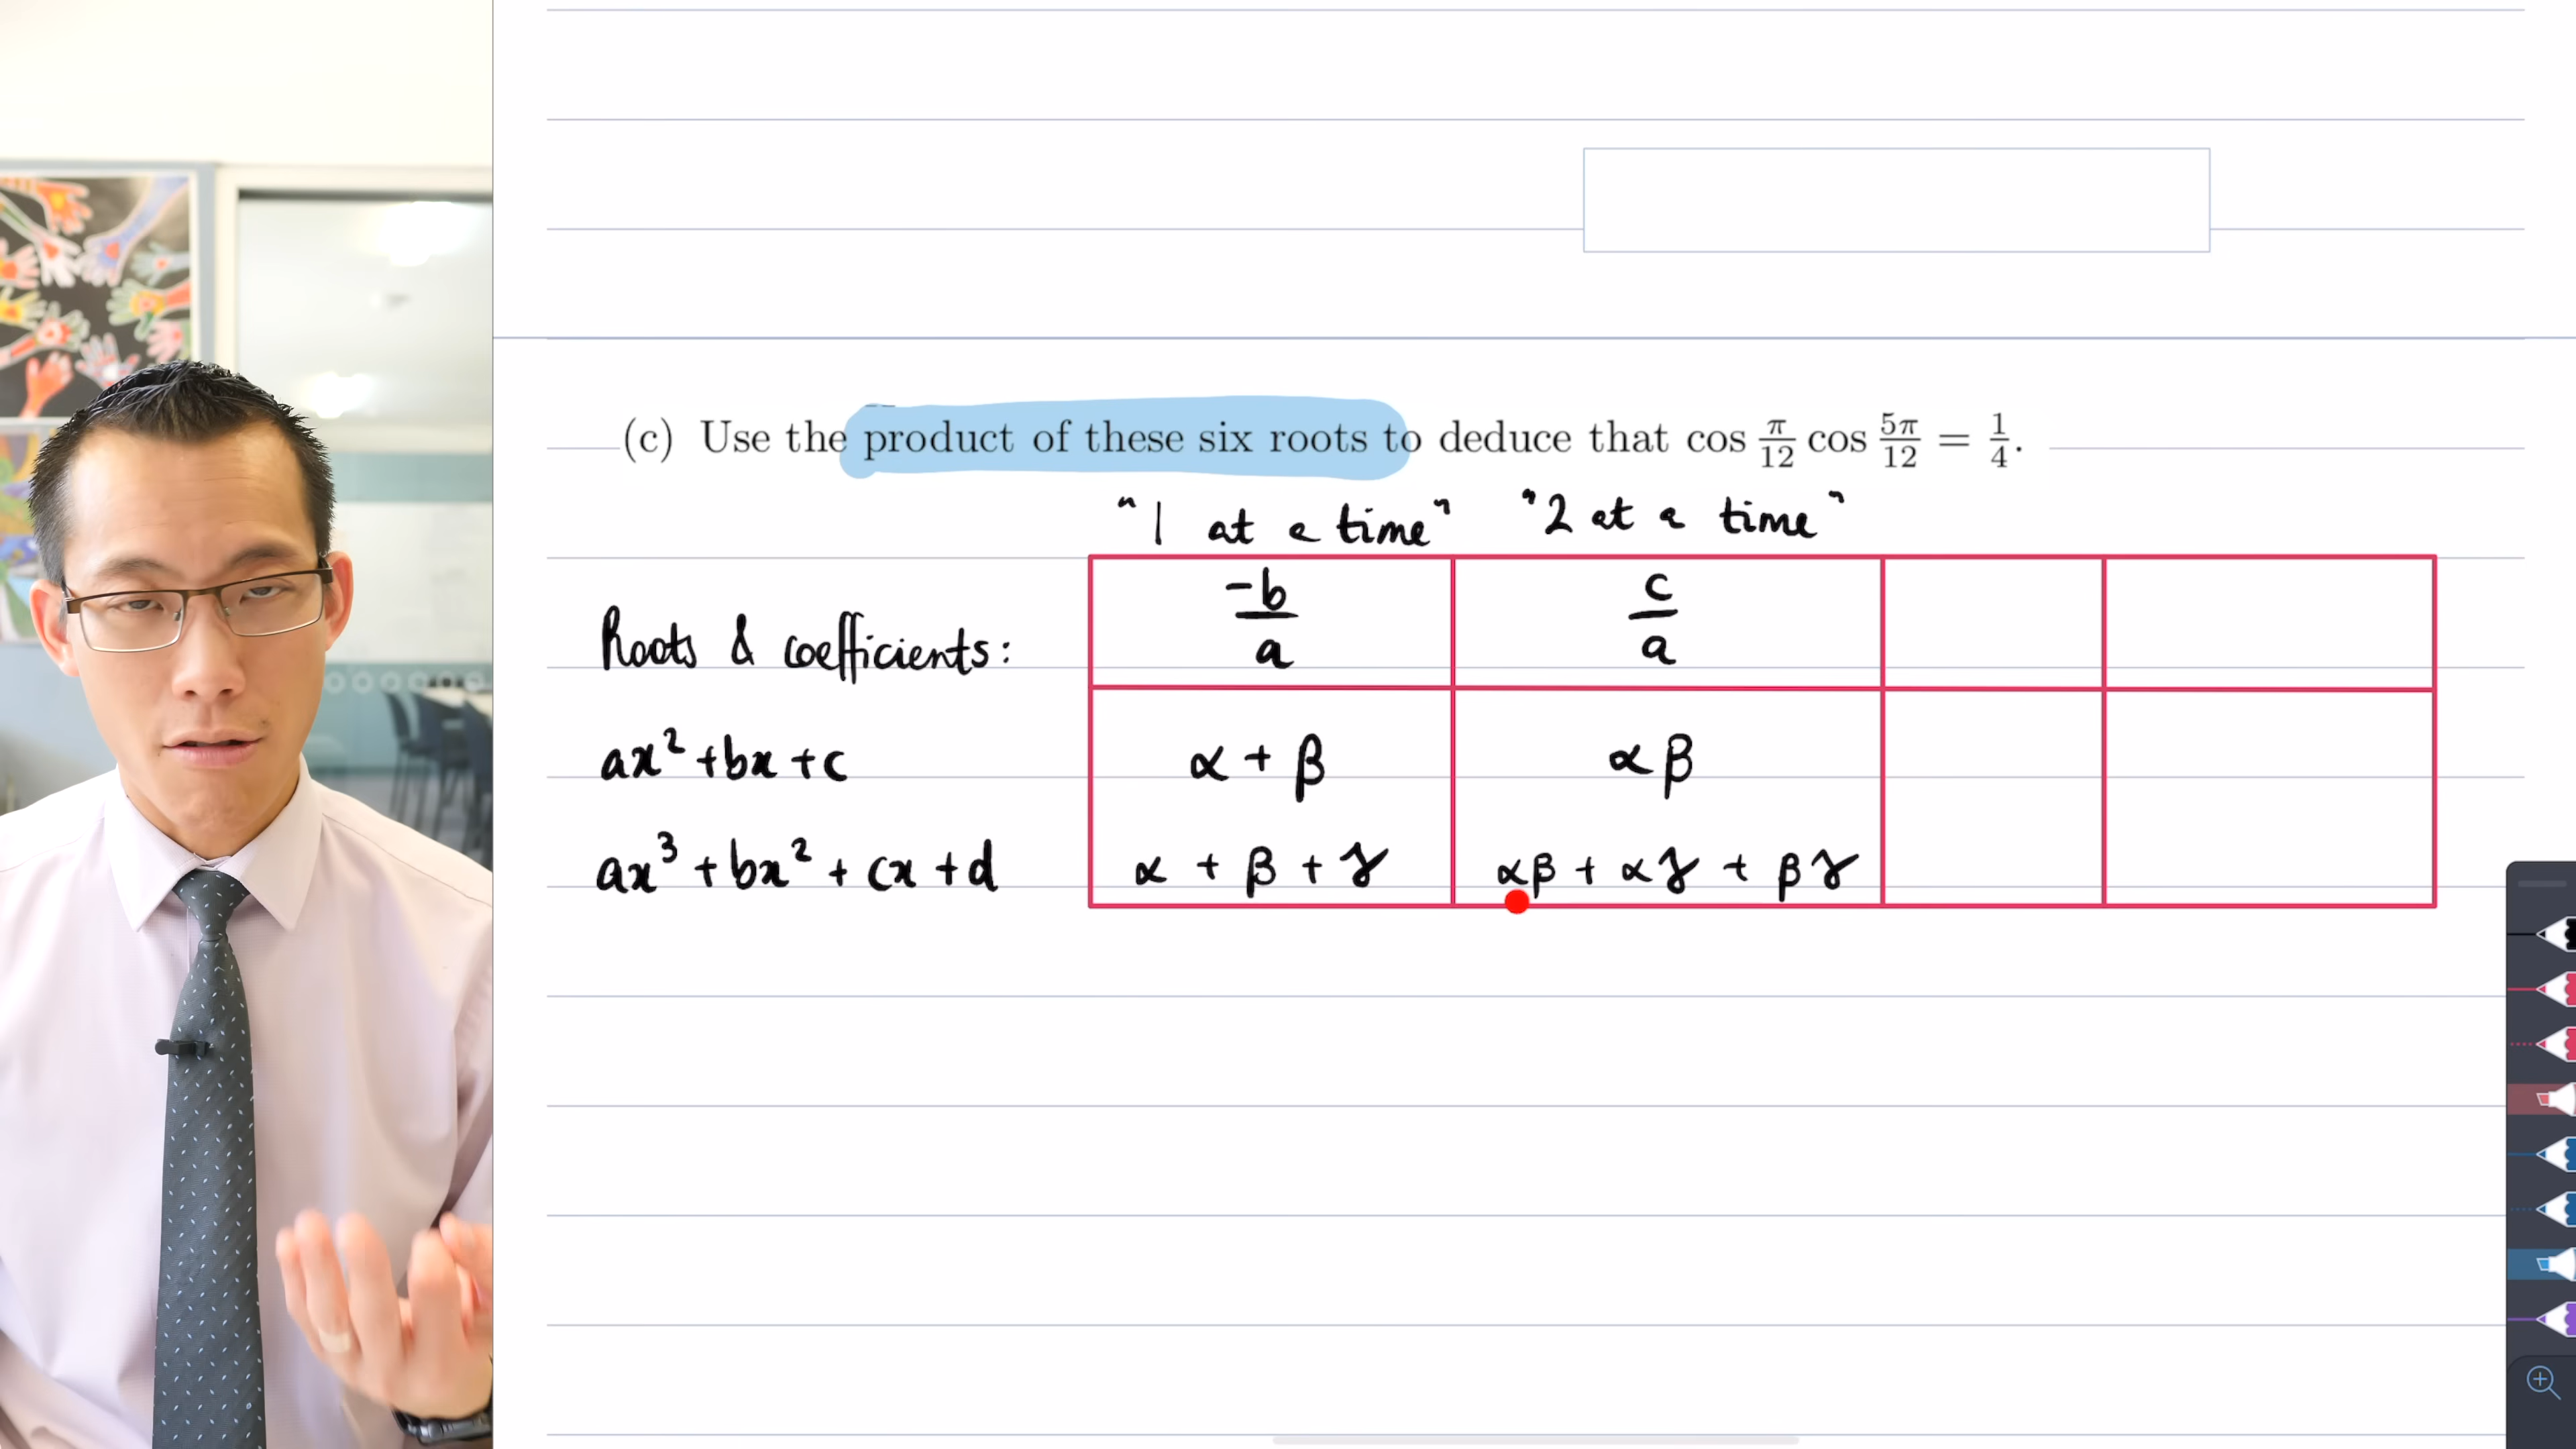 (c) Use the product of these six roots to deduce that cos π/12 cos 5π/12 = 1/4.
"1 at a time" "2 at a time"
Roots & coefficients: -b/a c/a
ax² + bx + c α + β αβ
ax³ + bx² + cx + d α + β + γ αβ + αγ + βγ